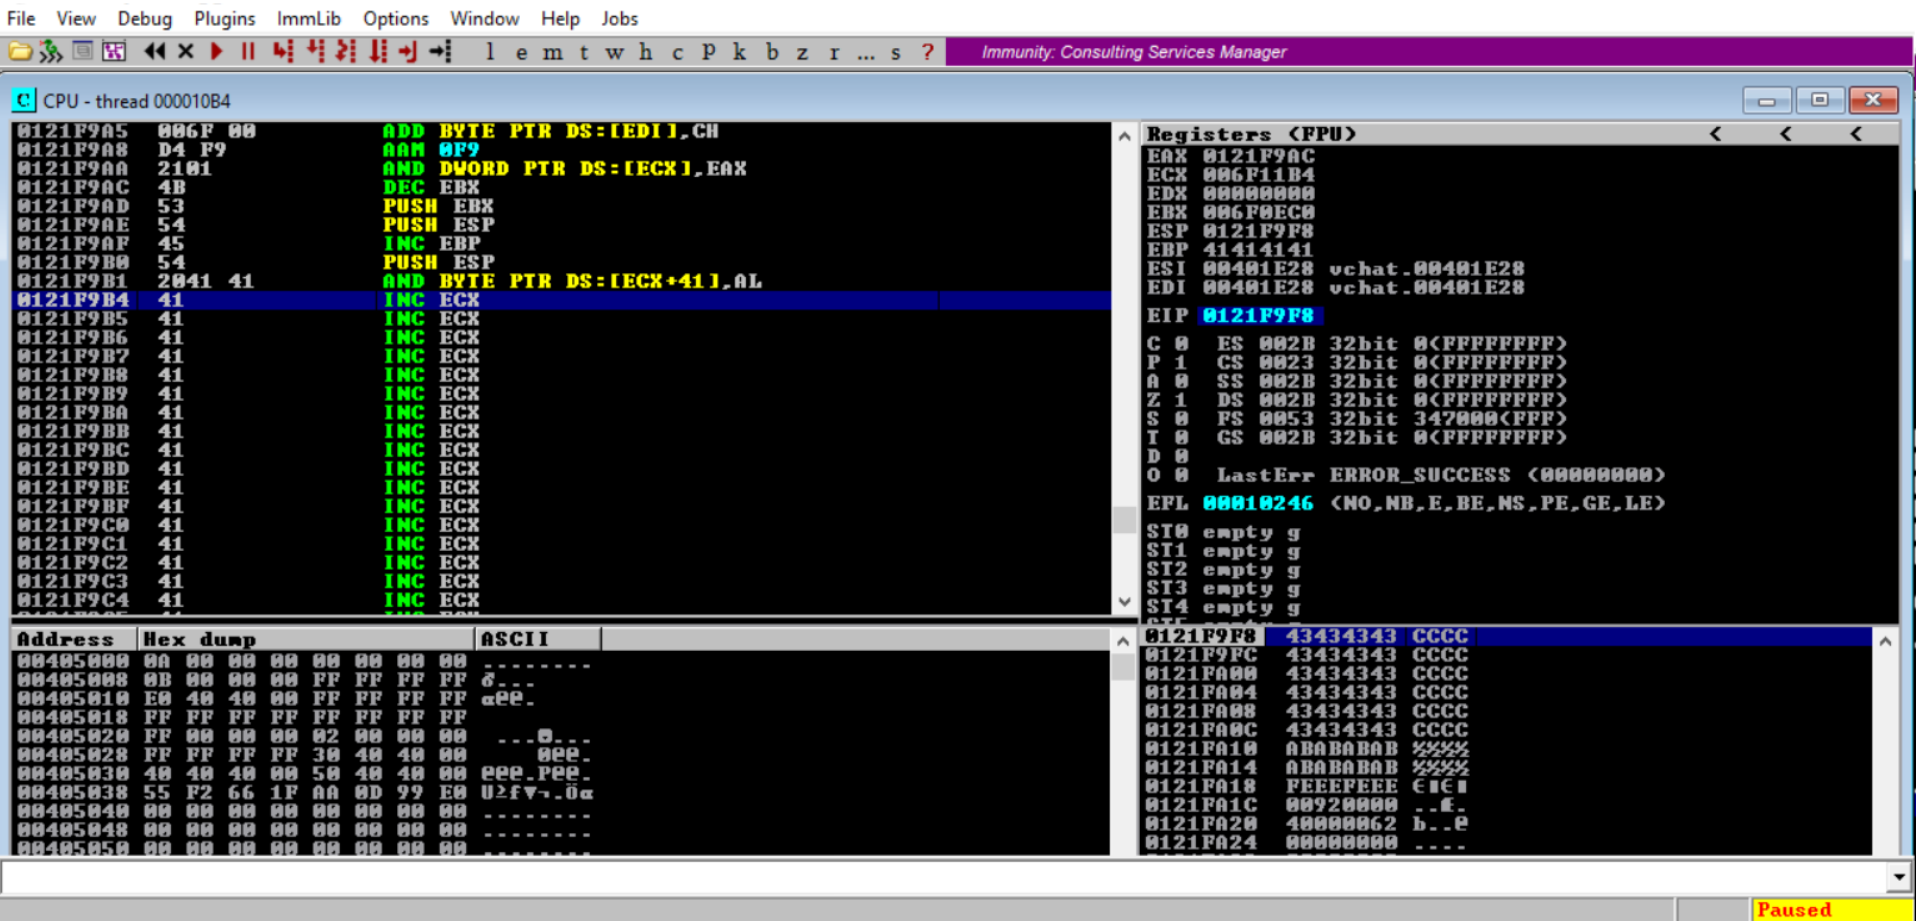 File View Debug Plugins ImmLib Options Window Help Jobs
l e m t w h c P k b z r ... s ? Immunity: Consulting Services Manager
C CPU - thread 000010B4
0121F9A5 006F 00 ADD BYTE PTR DS:[EDI],CH
0121F9A8 D4 F9 AAM 0F9
0121F9AA 2101 AND DWORD PTR DS:[ECX],EAX
0121F9AC 4B DEC EBX
0121F9AD 53 PUSH EBX
0121F9AE 54 PUSH ESP
0121F9AF 45 INC EBP
0121F9B0 54 PUSH ESP
0121F9B1 2041 41 AND BYTE PTR DS:[ECX+41],AL
0121F9B4 41 INC ECX
0121F9B5 41 INC ECX
0121F9B6 41 INC ECX
0121F9B7 41 INC ECX
0121F9B8 41 INC ECX
0121F9B9 41 INC ECX
0121F9BA 41 INC ECX
0121F9BB 41 INC ECX
0121F9BC 41 INC ECX
0121F9BD 41 INC ECX
0121F9BE 41 INC ECX
0121F9BF 41 INC ECX
0121F9C0 41 INC ECX
0121F9C1 41 INC ECX
0121F9C2 41 INC ECX
0121F9C3 41 INC ECX
0121F9C4 41 INC ECX
Registers (FPU) < < <
EAX 0121F9AC
ECX 006F11B4
EDX 00000000
EBX 006F0EC0
ESP 0121F9F8
EBP 41414141
ESI 00401E28 vchat.00401E28
EDI 00401E28 vchat.00401E28
EIP 0121F9F8
C 0 ES 002B 32bit 0(FFFFFFFF)
P 1 CS 0023 32bit 0(FFFFFFFF)
A 0 SS 002B 32bit 0(FFFFFFFF)
Z 1 DS 002B 32bit 0(FFFFFFFF)
S 0 FS 0053 32bit 347000(FFF)
T 0 GS 002B 32bit 0(FFFFFFFF)
D 0
O 0 LastErr ERROR_SUCCESS (00000000)
EFL 00010246 (NO,NB,E,BE,NS,PE,GE,LE)
ST0 empty g
ST1 empty g
ST2 empty g
ST3 empty g
ST4 empty g
Address Hex dump ASCII
00405000 0A 00 00 00 00 00 00 00 ........
00405008 0B 00 00 00 FF FF FF FF ♂...
00405010 E0 40 40 00 FF FF FF FF α@@.
00405018 FF FF FF FF FF FF FF FF
00405020 FF 00 00 00 02 00 00 00 ...☻...
00405028 FF FF FF FF 30 40 40 00 0@@.
00405030 40 40 40 00 50 40 40 00 @@@.P@@.
00405038 55 F2 66 1F AA 0D 99 E0 U≥f▼¬.Öα
00405040 00 00 00 00 00 00 00 00 ........
00405048 00 00 00 00 00 00 00 00 ........
00405050 00 00 00 00 00 00 00 00 ........
0121F9F8 43434343 CCCC
0121F9FC 43434343 CCCC
0121FA00 43434343 CCCC
0121FA04 43434343 CCCC
0121FA08 43434343 CCCC
0121FA0C 43434343 CCCC
0121FA10 ABABABAB ½½½½
0121FA14 ABABABAB ½½½½
0121FA18 FEEEFEEE ε■ε■
0121FA1C 00920000 ..Æ.
0121FA20 40000062 b..@
0121FA24 00000000 ....
Paused